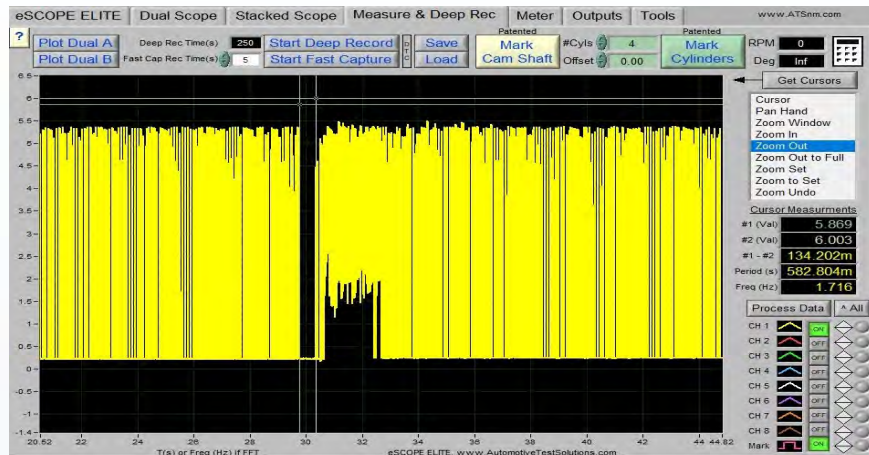 eSCOPE ELITE Dual Scope Stacked Scope Measure & Deep Rec Meter Outputs Tools www.ATSnm.com
? Plot Dual A Deep Rec Time(s) 250 Start Deep Record Save Patented Mark Cam Shaft #Cyls 4 Patented Mark Cylinders RPM 0
Plot Dual B Fast Cap Rec Time(s) 5 Start Fast Capture Load Offset 0.00 Deg Inf
Get Cursors
Cursor
Pan Hand
Zoom Window
Zoom In
Zoom Out
Zoom Out to Full
Zoom Set
Zoom to Set
Zoom Undo
Cursor Measurments
#1 (Val) 5.869
#2 (Val) 6.003
#1 - #2 134.202m
Period (s) 582.804m
Freq (Hz) 1.716
Process Data ^ All
CH 1 ON
CH 2 OFF
CH 3 OFF
CH 4 OFF
CH 5 OFF
CH 6 OFF
CH 7 OFF
CH 8 OFF
Mark ON
6.5
6
5.5
5
4.5
4
3.5
3
2.5
2
1.5
1
0.5
0
-0.5
-1
-1.4
20.52 22 24 26 28 30 32 34 36 38 40 42 44 44.82
T(s) or Freq (Hz) if FFT eSCOPE ELITE www.AutomotiveTestSolutions.com